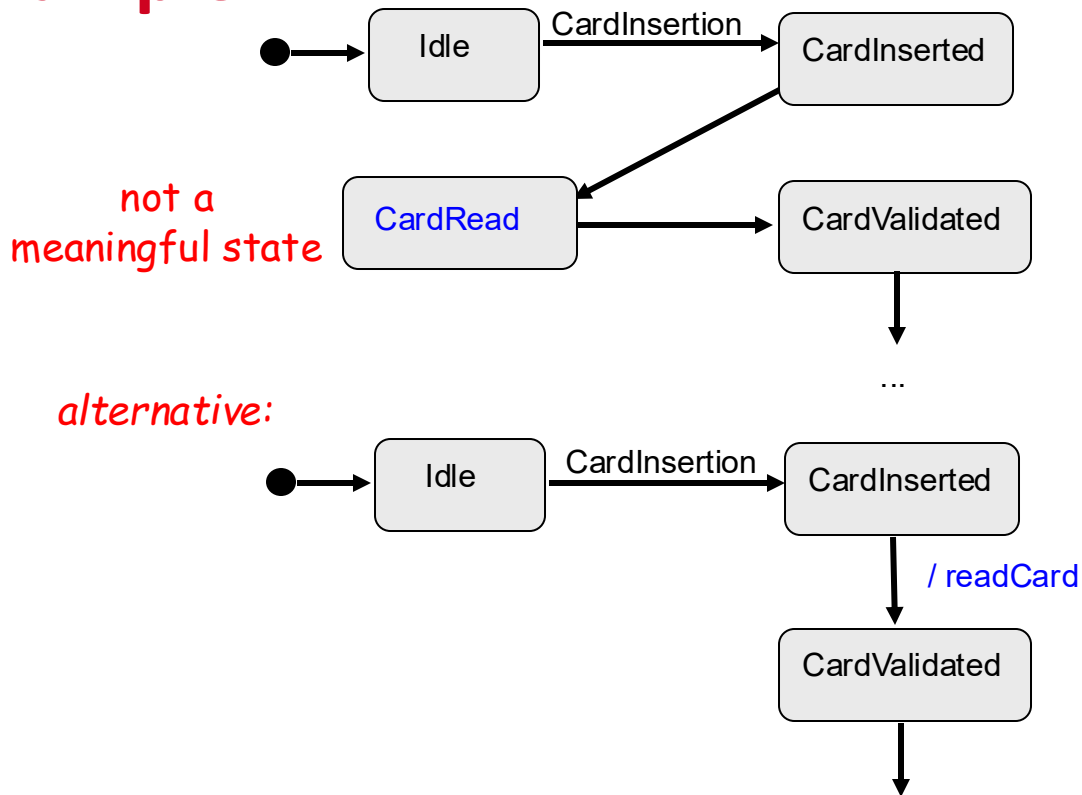 Idle
CardInsertion
CardInserted
not a
meaningful state
CardRead
CardValidated
...
alternative:
Idle
CardInsertion
CardInserted
/ readCard
CardValidated